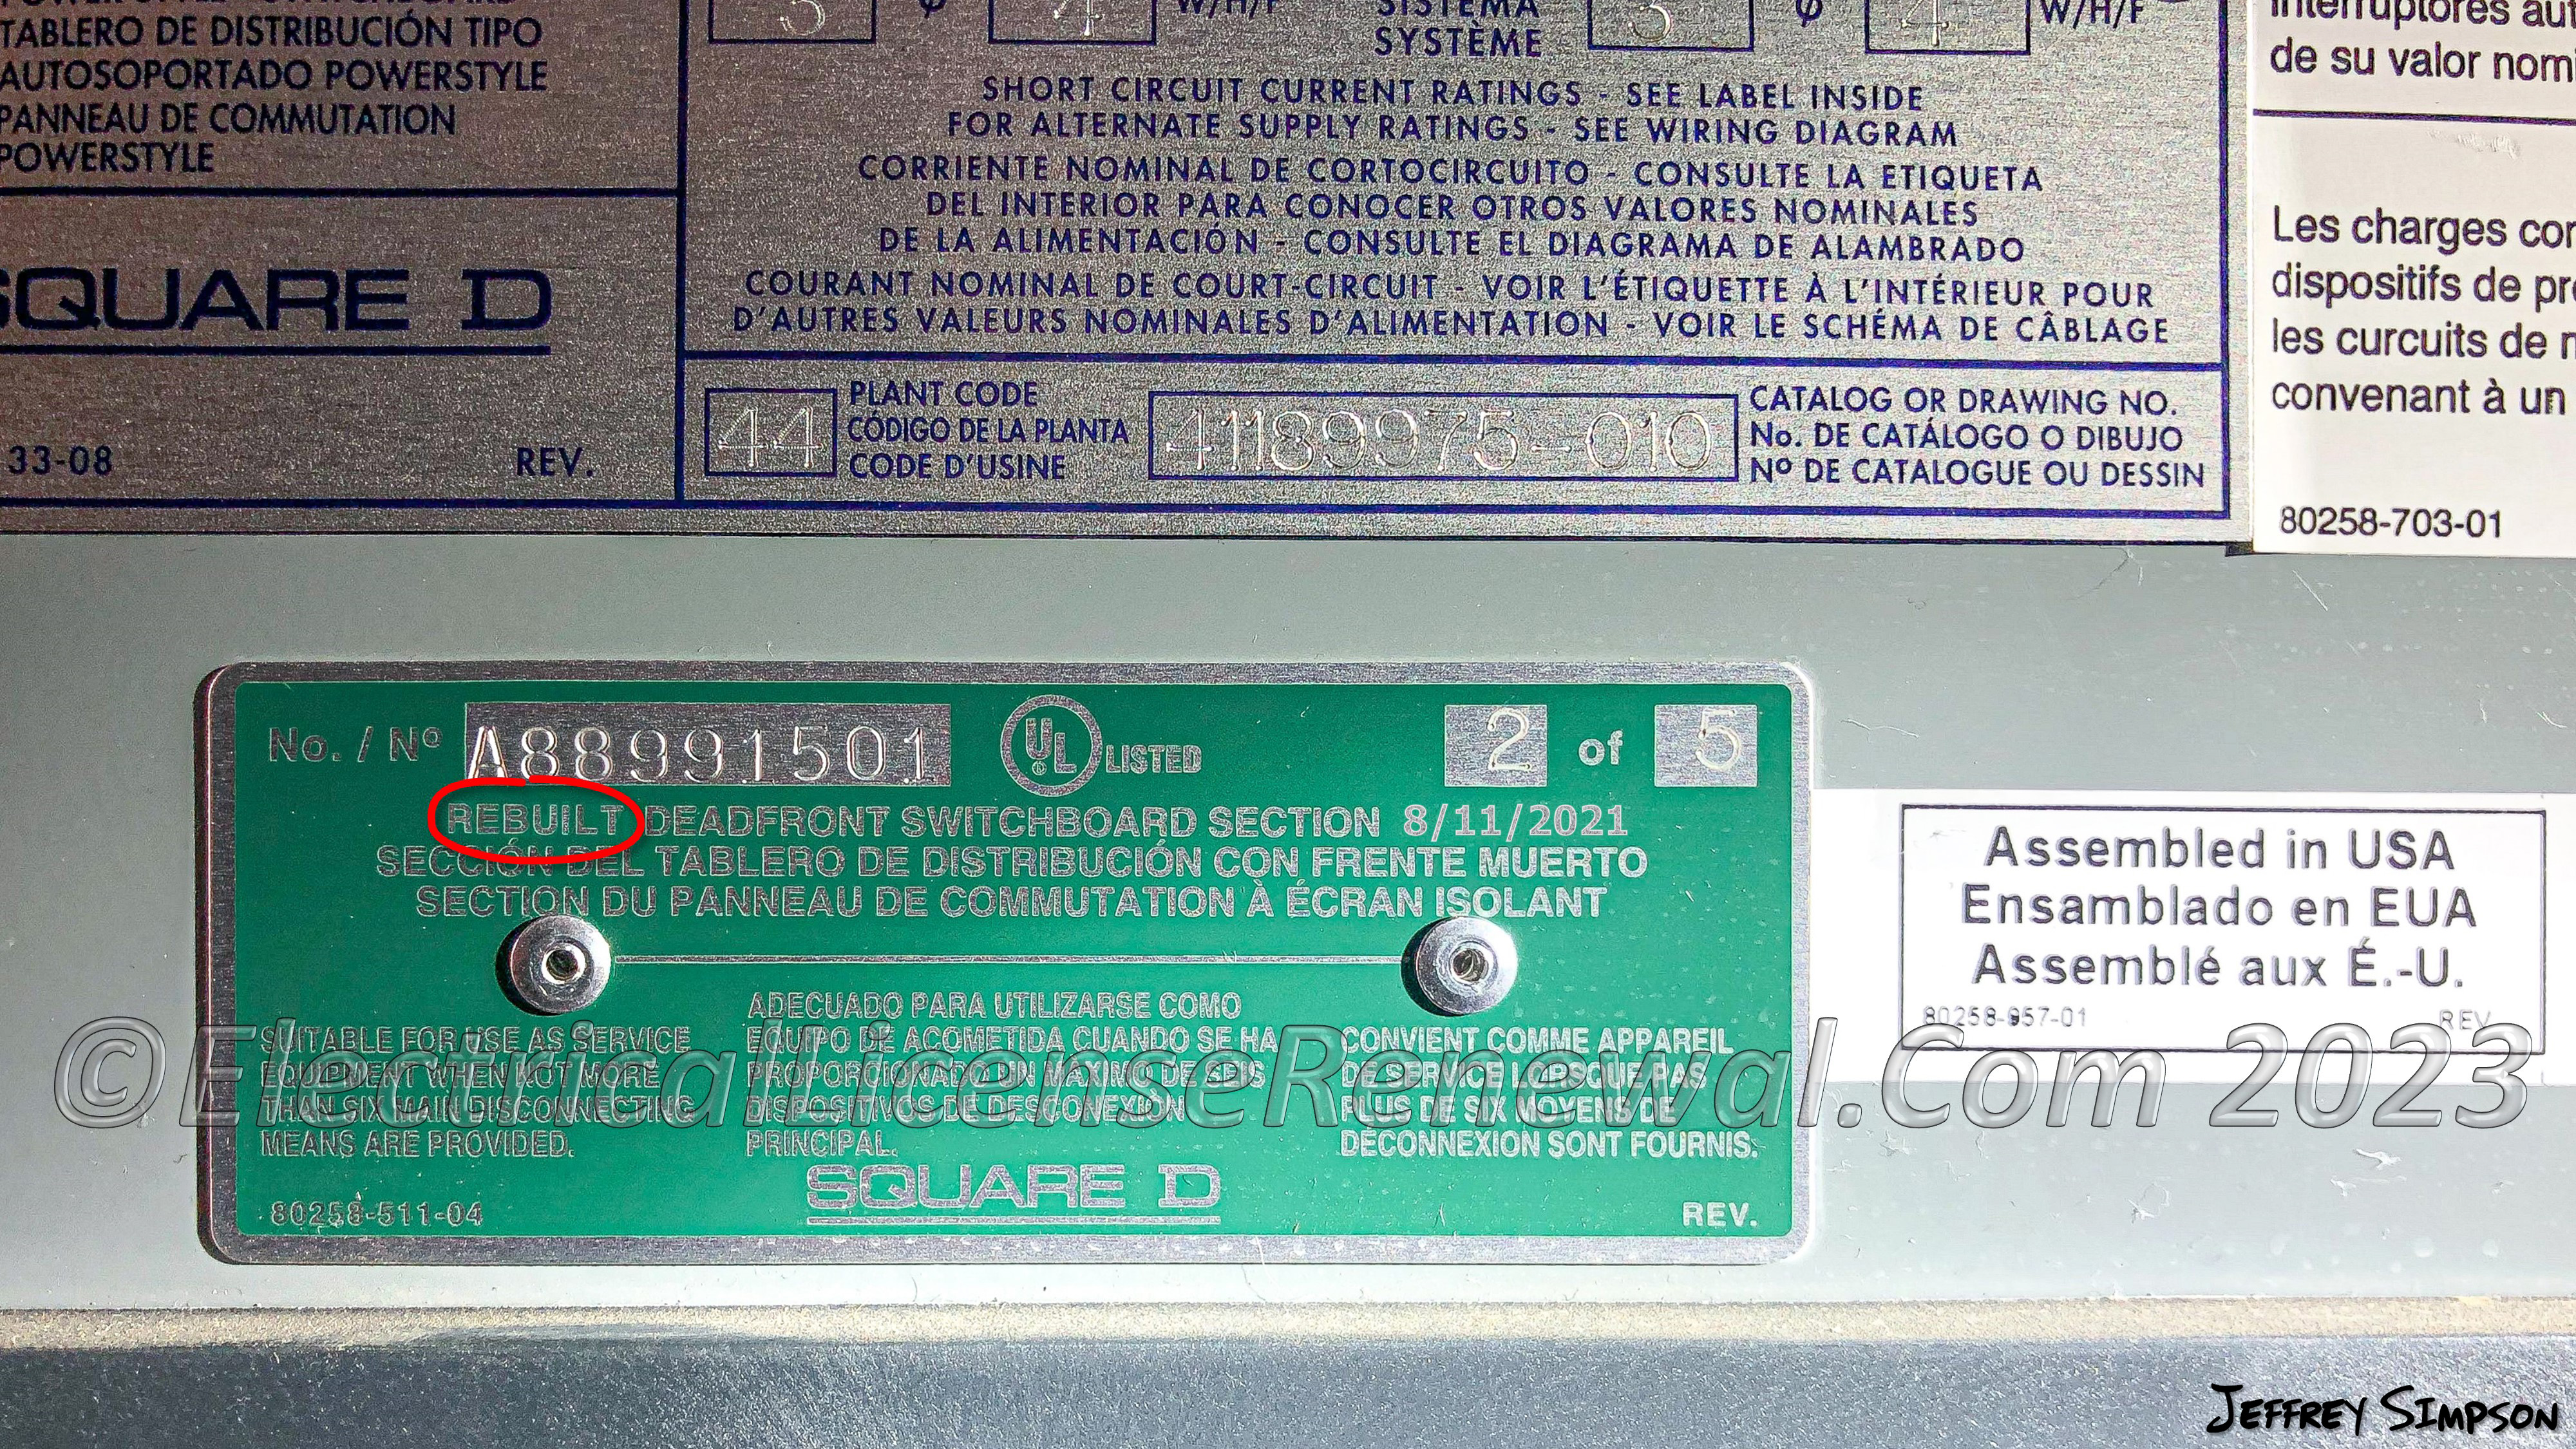 TABLERO DE DISTRIBUCIÓN TIPO
AUTOSOPORTADO POWERSTYLE
PANNEAU DE COMMUTATION
POWERSTYLE
SQUARE D
33-08 REV.
3 φ 4 W/H/F SISTEMA 3 φ 4 W/H/F
SYSTÈME
SHORT CIRCUIT CURRENT RATINGS - SEE LABEL INSIDE
FOR ALTERNATE SUPPLY RATINGS - SEE WIRING DIAGRAM
CORRIENTE NOMINAL DE CORTOCIRCUITO - CONSULTE LA ETIQUETA
DEL INTERIOR PARA CONOCER OTROS VALORES NOMINALES
DE LA ALIMENTACIÓN - CONSULTE EL DIAGRAMA DE ALAMBRADO
COURANT NOMINAL DE COURT-CIRCUIT - VOIR L'ÉTIQUETTE À L'INTÉRIEUR POUR
D'AUTRES VALEURS NOMINALES D'ALIMENTATION - VOIR LE SCHÉMA DE CÂBLAGE
44 PLANT CODE
CÓDIGO DE LA PLANTA
CODE D'USINE
41189975-010 CATALOG OR DRAWING NO.
No. DE CATÁLOGO O DIBUJO
Nº DE CATALOGUE OU DESSIN
interruptores aut
de su valor nomi
Les charges con
dispositifs de pro
les curcuits de
convenant à un
80258-703-01
No. / Nº A88991501 UL LISTED 2 of 5
REBUILT DEADFRONT SWITCHBOARD SECTION 8/11/2021
SECCIÓN DEL TABLERO DE DISTRIBUCIÓN CON FRENTE MUERTO
SECTION DU PANNEAU DE COMMUTATION À ÉCRAN ISOLANT
SUITABLE FOR USE AS SERVICE
EQUIPMENT WHEN NOT MORE
THAN SIX MAIN DISCONNECTING
MEANS ARE PROVIDED.
ADECUADO PARA UTILIZARSE COMO
EQUIPO DE ACOMETIDA CUANDO SE HA
PROPORCIONADO UN MÁXIMO DE SEIS
DISPOSITIVOS DE DESCONEXIÓN
PRINCIPAL.
CONVIENT COMME APPAREIL
DE SERVICE LORSQUE PAS
PLUS DE SIX MOYENS DE
DÉCONNEXION SONT FOURNIS.
SQUARE D
80258-511-04 REV.
Assembled in USA
Ensamblado en EUA
Assemblé aux É.-U.
80258-957-01 REV
©ElectricalLicenseRenewal.Com 2023
Jeffrey Simpson